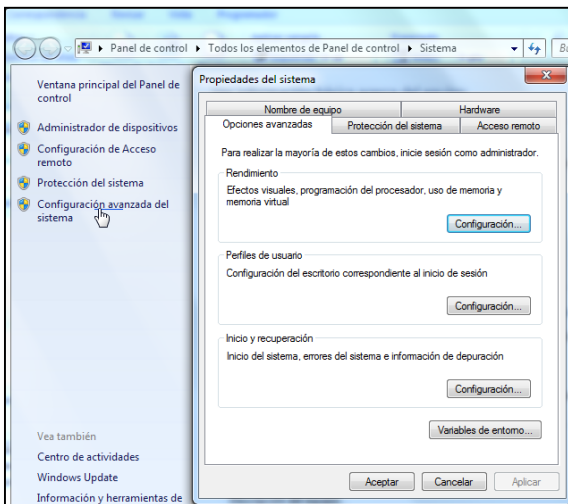 Panel de control ▸ Todos los elementos de Panel de control ▸ Sistema
Ventana principal del Panel de
control
Administrador de dispositivos
Configuración de Acceso
remoto
Protección del sistema
Configuración avanzada del
sistema
Vea también
Centro de actividades
Windows Update
Información y herramientas de
Propiedades del sistema
Nombre de equipo
Hardware
Opciones avanzadas
Protección del sistema
Acceso remoto
Para realizar la mayoría de estos cambios, inicie sesión como administrador.
Rendimiento
Efectos visuales, programación del procesador, uso de memoria y
memoria virtual
Configuración...
Perfiles de usuario
Configuración del escritorio correspondiente al inicio de sesión
Configuración...
Inicio y recuperación
Inicio del sistema, errores del sistema e información de depuración
Configuración...
Variables de entorno...
Aceptar
Cancelar
Aplicar